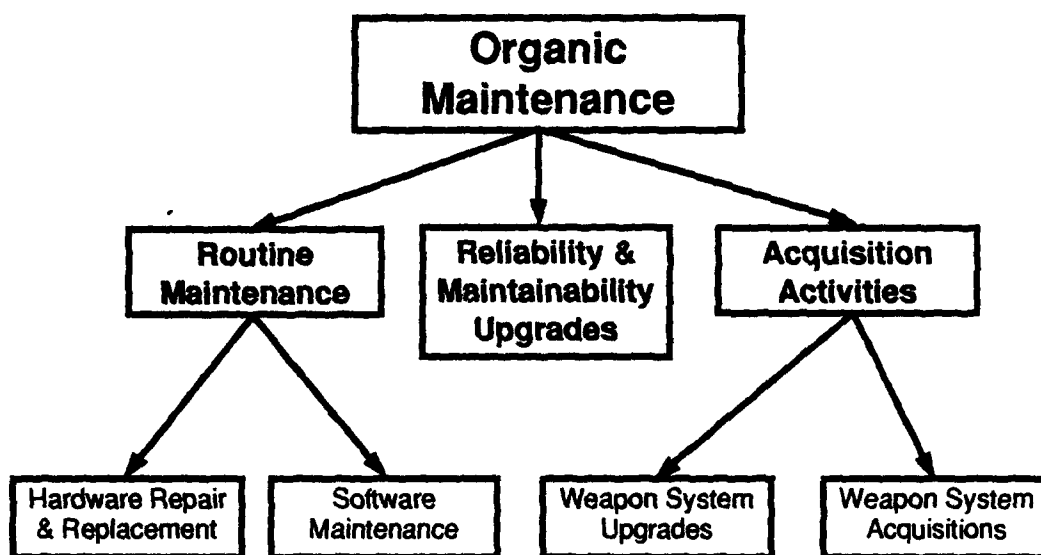 Organic
Maintenance
Routine
Maintenance
Reliability &
Maintainability
Upgrades
Acquisition
Activities
Hardware Repair
& Replacement
Software
Maintenance
Weapon System
Upgrades
Weapon System
Acquisitions